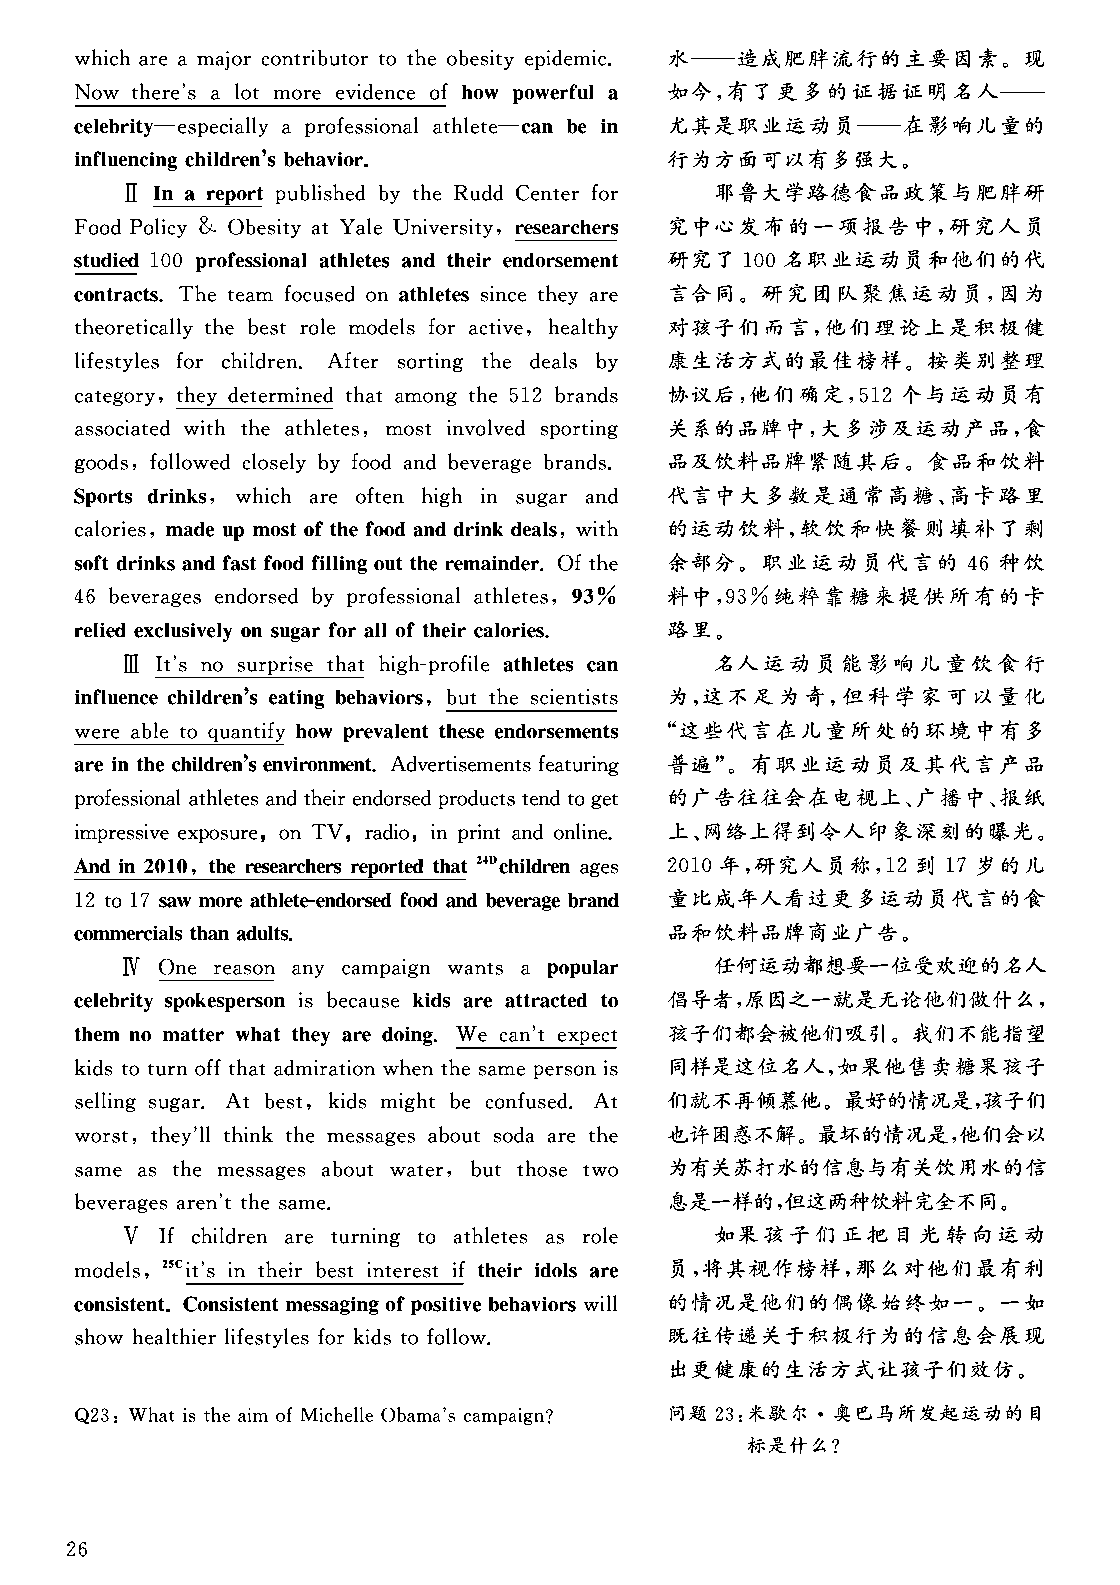 which are a major contributor to the obesity epidemic.
Now there's a lot more evidence of how powerful a
celebrity—especially a professional athlete—can be in
influencing children's behavior.
Ⅱ In a report published by the Rudd Center for
Food Policy & Obesity at Yale University, researchers
studied 100 professional athletes and their endorsement
contracts. The team focused on athletes since they are
theoretically the best role models for active, healthy
lifestyles for children. After sorting the deals by
category, they determined that among the 512 brands
associated with the athletes, most involved sporting
goods, followed closely by food and beverage brands.
Sports drinks, which are often high in sugar and
calories, made up most of the food and drink deals, with
soft drinks and fast food filling out the remainder. Of the
46 beverages endorsed by professional athletes, 93%
relied exclusively on sugar for all of their calories.
Ⅲ It's no surprise that high-profile athletes can
influence children's eating behaviors, but the scientists
were able to quantify how prevalent these endorsements
are in the children's environment. Advertisements featuring
professional athletes and their endorsed products tend to get
impressive exposure, on TV, radio, in print and online.
And in 2010, the researchers reported that 24D children ages
12 to 17 saw more athlete-endorsed food and beverage brand
commercials than adults.
Ⅳ One reason any campaign wants a popular
celebrity spokesperson is because kids are attracted to
them no matter what they are doing. We can't expect
kids to turn off that admiration when the same person is
selling sugar. At best, kids might be confused. At
worst, they'll think the messages about soda are the
same as the messages about water, but those two
beverages aren't the same.
Ⅴ If children are turning to athletes as role
models, 25C it's in their best interest if their idols are
consistent. Consistent messaging of positive behaviors will
show healthier lifestyles for kids to follow.
Q23: What is the aim of Michelle Obama's campaign?
水——造成肥胖流行的主要因素。现
如今,有了更多的证据证明名人——
尤其是职业运动员——在影响儿童的
行为方面可以有多强大。
耶鲁大学路德食品政策与肥胖研
究中心发布的一项报告中,研究人员
研究了 100 名职业运动员和他们的代
言合同。研究团队聚焦运动员,因为
对孩子们而言,他们理论上是积极健
康生活方式的最佳榜样。按类别整理
协议后,他们确定,512 个与运动员有
关系的品牌中,大多涉及运动产品,食
品及饮料品牌紧随其后。食品和饮料
代言中大多数是通常高糖、高卡路里
的运动饮料,软饮和快餐则填补了剩
余部分。职业运动员代言的 46 种饮
料中,93%纯粹靠糖来提供所有的卡
路里。
名人运动员能影响儿童饮食行
为,这不足为奇,但科学家可以量化
“这些代言在儿童所处的环境中有多
普遍”。有职业运动员及其代言产品
的广告往往会在电视上、广播中、报纸
上、网络上得到令人印象深刻的曝光。
2010 年,研究人员称,12 到 17 岁的儿
童比成年人看过更多运动员代言的食
品和饮料品牌商业广告。
任何运动都想要一位受欢迎的名人
倡导者,原因之一就是无论他们做什么,
孩子们都会被他们吸引。我们不能指望
同样是这位名人,如果他售卖糖果孩子
们就不再倾慕他。最好的情况是,孩子们
也许困惑不解。最坏的情况是,他们会以
为有关苏打水的信息与有关饮用水的信
息是一样的,但这两种饮料完全不同。
如果孩子们正把目光转向运动
员,将其视作榜样,那么对他们最有利
的情况是他们的偶像始终如一。一如
既往传递关于积极行为的信息会展现
出更健康的生活方式让孩子们效仿。
问题 23:米歇尔·奥巴马所发起运动的目
标是什么?
26